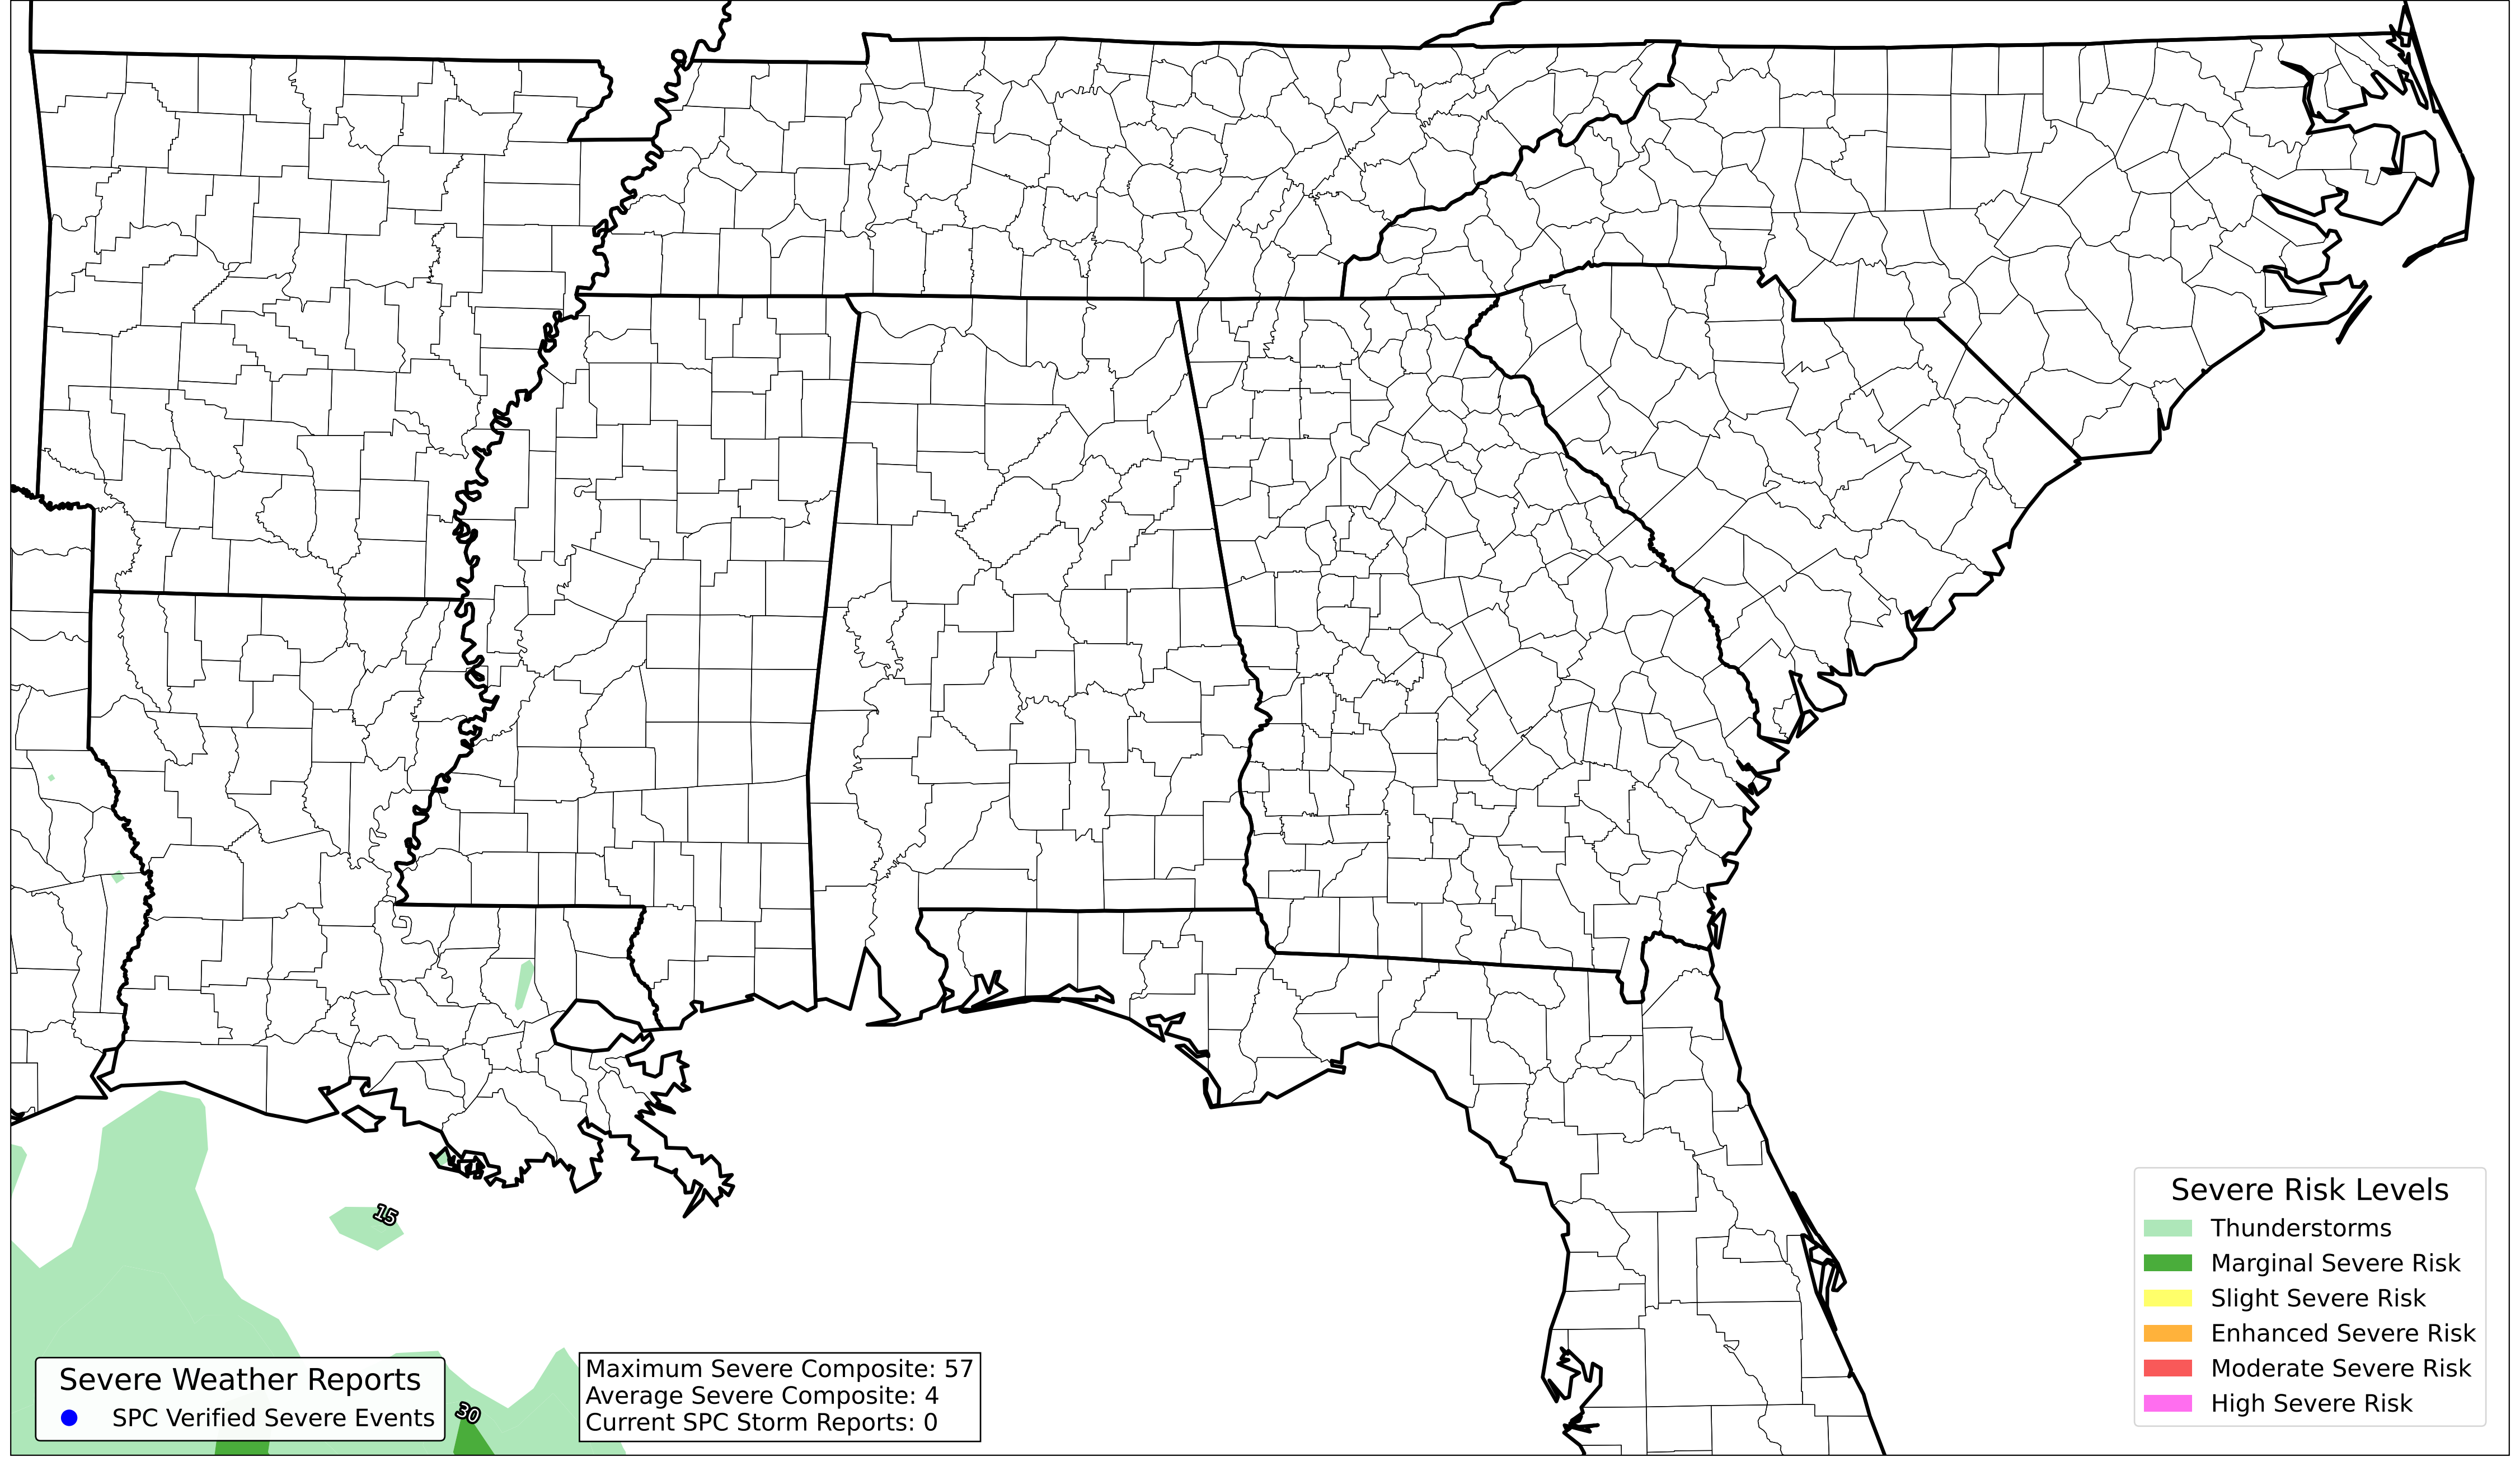 15
Severe Risk Levels
Thunderstorms
Marginal Severe Risk
Slight Severe Risk
Enhanced Severe Risk
Moderate Severe Risk
High Severe Risk
30
Severe Weather Reports
SPC Verified Severe Events
Maximum Severe Composite: 57
Average Severe Composite: 4
Current SPC Storm Reports: 0